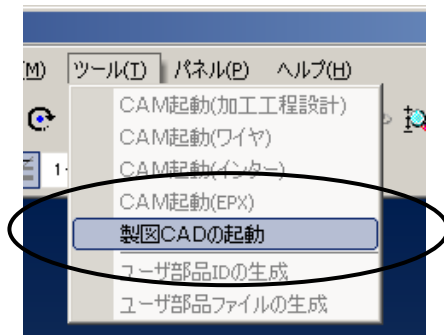 (M) ツール(T) パネル(P) ヘルプ(H)
CAM起動(加工工程設計)
CAM起動(ワイヤ)
1
CAM起動(インター)
CAM起動(EPX)
製図CADの起動
ユーザ部品IDの生成
ユーザ部品ファイルの生成